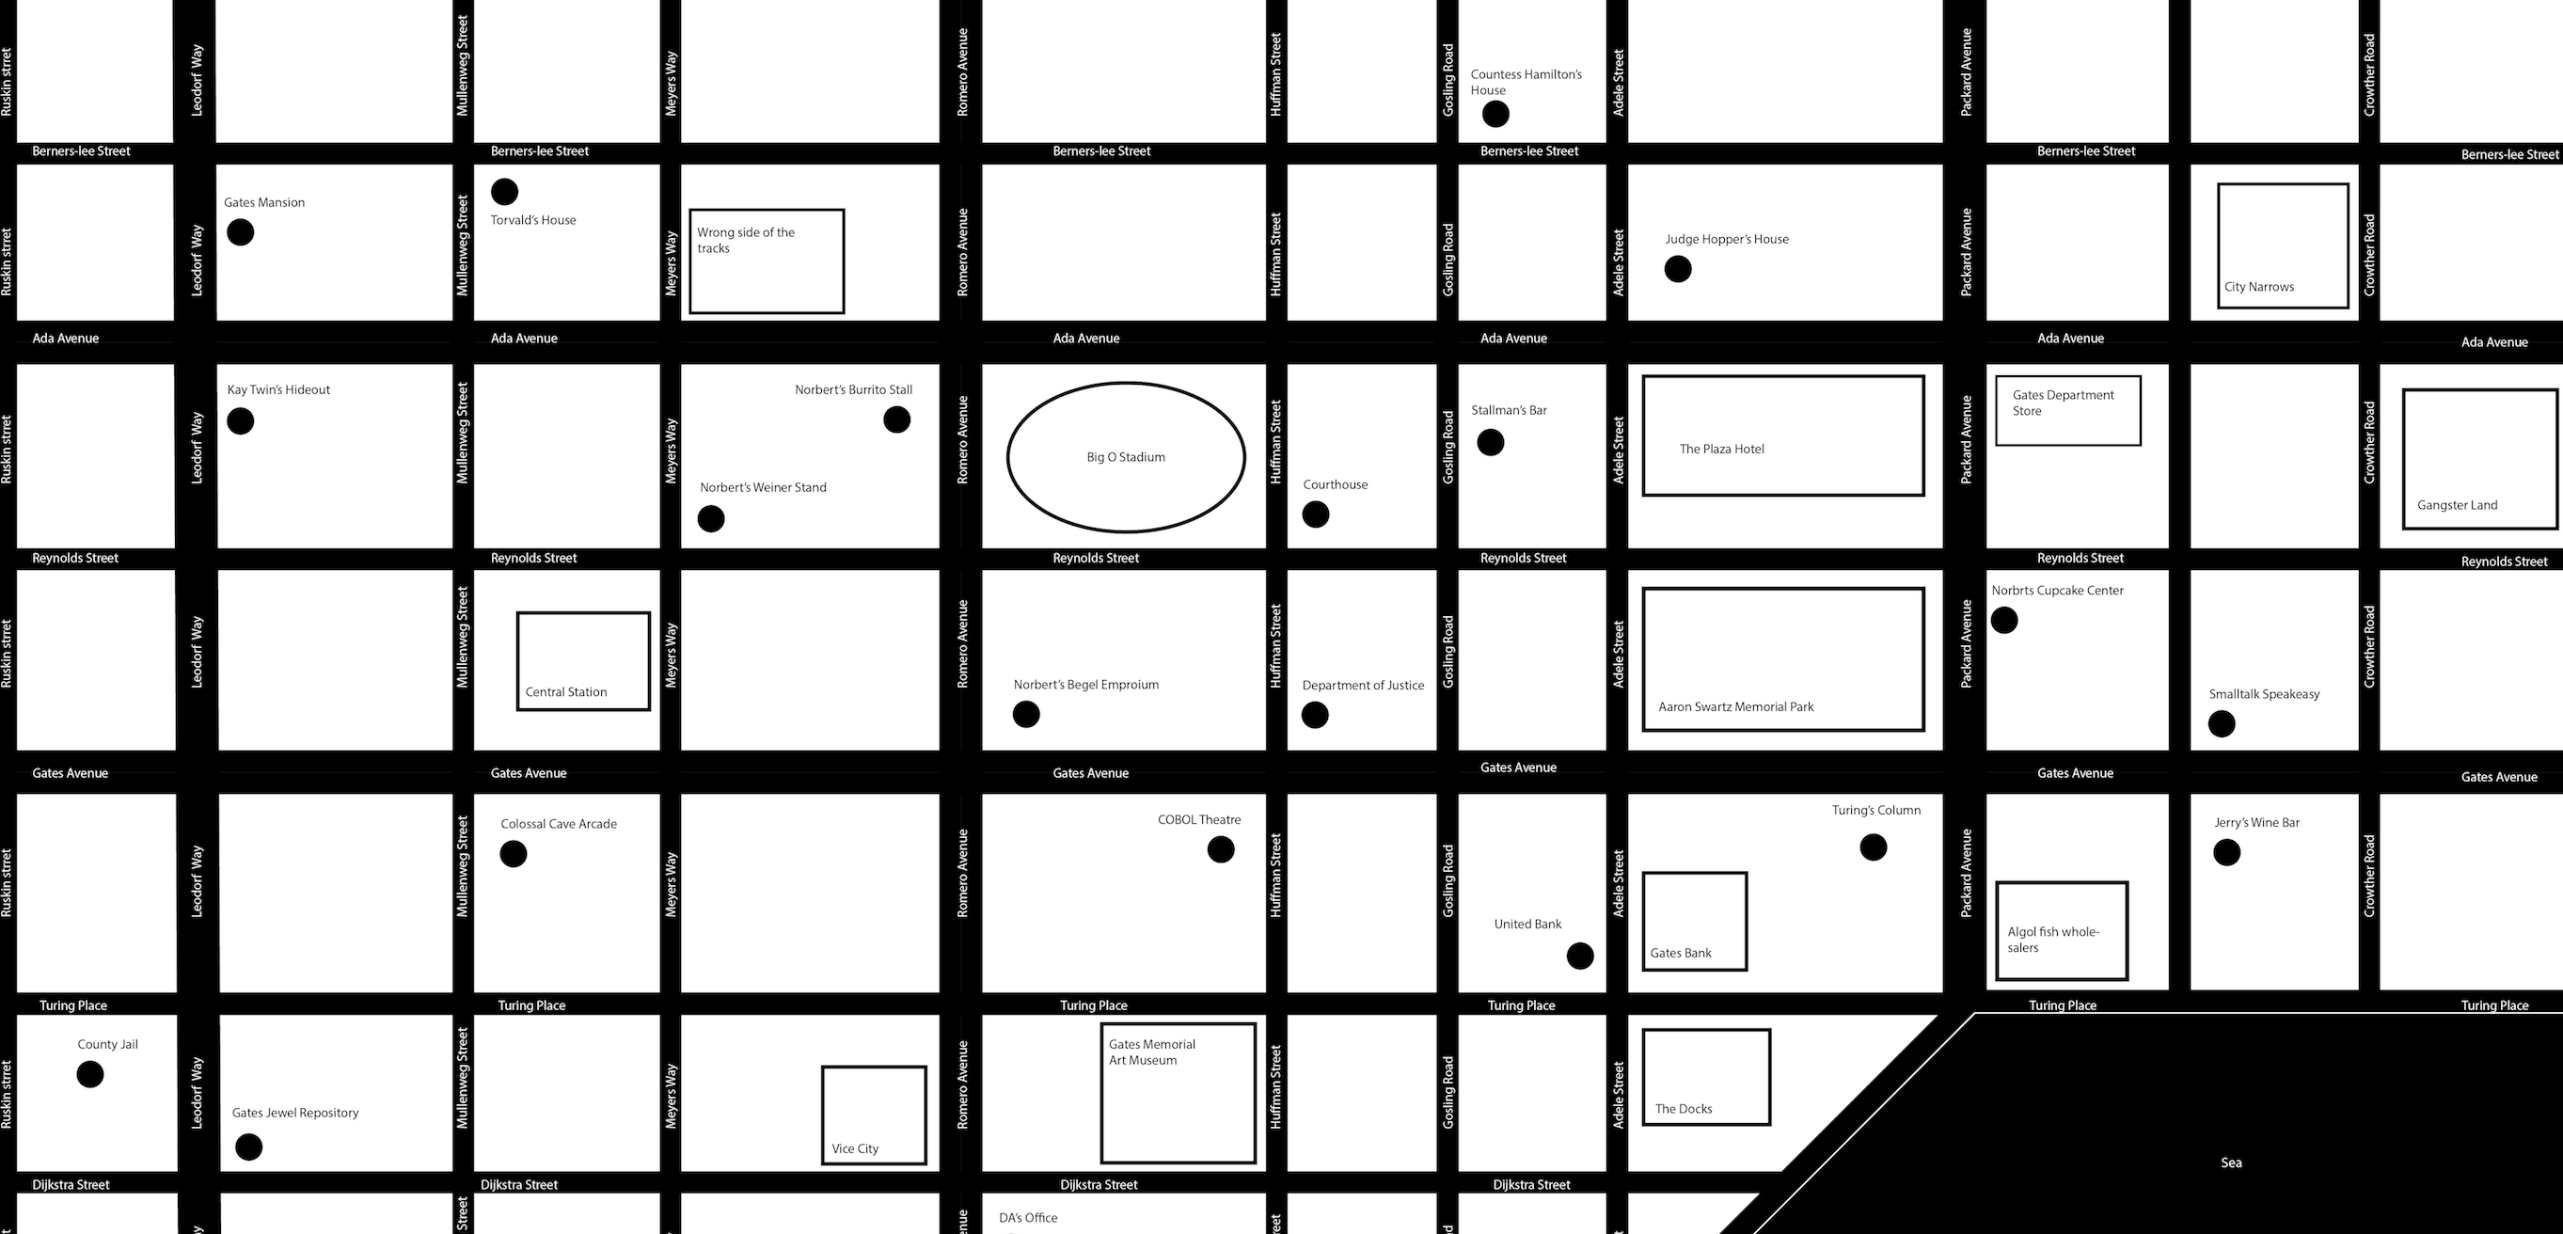 Ruskin strret
Leodorf Way
Mullenweg Street
Meyers Way
Romero Avenue
Huffman Street
Gosling Road
Countess Hamilton's
House
Adele Street
Packard Avenue
Crowther Road
Berners-lee Street
Berners-lee Street
Berners-lee Street
Berners-lee Street
Berners-lee Street
Berners-lee Street
Ruskin strret
Gates Mansion
Leodorf Way
Mullenweg Street
Torvald's House
Meyers Way
Wrong side of the
tracks
Romero Avenue
Huffman Street
Gosling Road
Adele Street
Judge Hopper's House
Packard Avenue
City Narrows
Crowther Road
Ada Avenue
Ada Avenue
Ada Avenue
Ada Avenue
Ada Avenue
Ada Avenue
Ruskin strret
Leodorf Way
Kay Twin's Hideout
Mullenweg Street
Meyers Way
Norbert's Burrito Stall
Norbert's Weiner Stand
Romero Avenue
Big O Stadium
Huffman Street
Courthouse
Gosling Road
Stallman's Bar
Adele Street
The Plaza Hotel
Packard Avenue
Gates Department
Store
Crowther Road
Gangster Land
Reynolds Street
Reynolds Street
Reynolds Street
Reynolds Street
Reynolds Street
Reynolds Street
Ruskin strret
Leodorf Way
Mullenweg Street
Central Station
Meyers Way
Romero Avenue
Norbert's Begel Emproium
Huffman Street
Department of Justice
Gosling Road
Adele Street
Aaron Swartz Memorial Park
Packard Avenue
Norbrts Cupcake Center
Smalltalk Speakeasy
Crowther Road
Gates Avenue
Gates Avenue
Gates Avenue
Gates Avenue
Gates Avenue
Gates Avenue
Ruskin strret
Leodorf Way
Mullenweg Street
Colossal Cave Arcade
Meyers Way
Romero Avenue
COBOL Theatre
Huffman Street
Gosling Road
United Bank
Adele Street
Gates Bank
Turing's Column
Packard Avenue
Algol fish whole-
salers
Jerry's Wine Bar
Crowther Road
Turing Place
Turing Place
Turing Place
Turing Place
Turing Place
Turing Place
Ruskin strret
County Jail
Leodorf Way
Gates Jewel Repository
Mullenweg Street
Meyers Way
Vice City
Romero Avenue
Gates Memorial
Art Museum
Huffman Street
Gosling Road
Adele Street
The Docks
Sea
Dijkstra Street
Dijkstra Street
Dijkstra Street
Dijkstra Street
Street
DA's Office